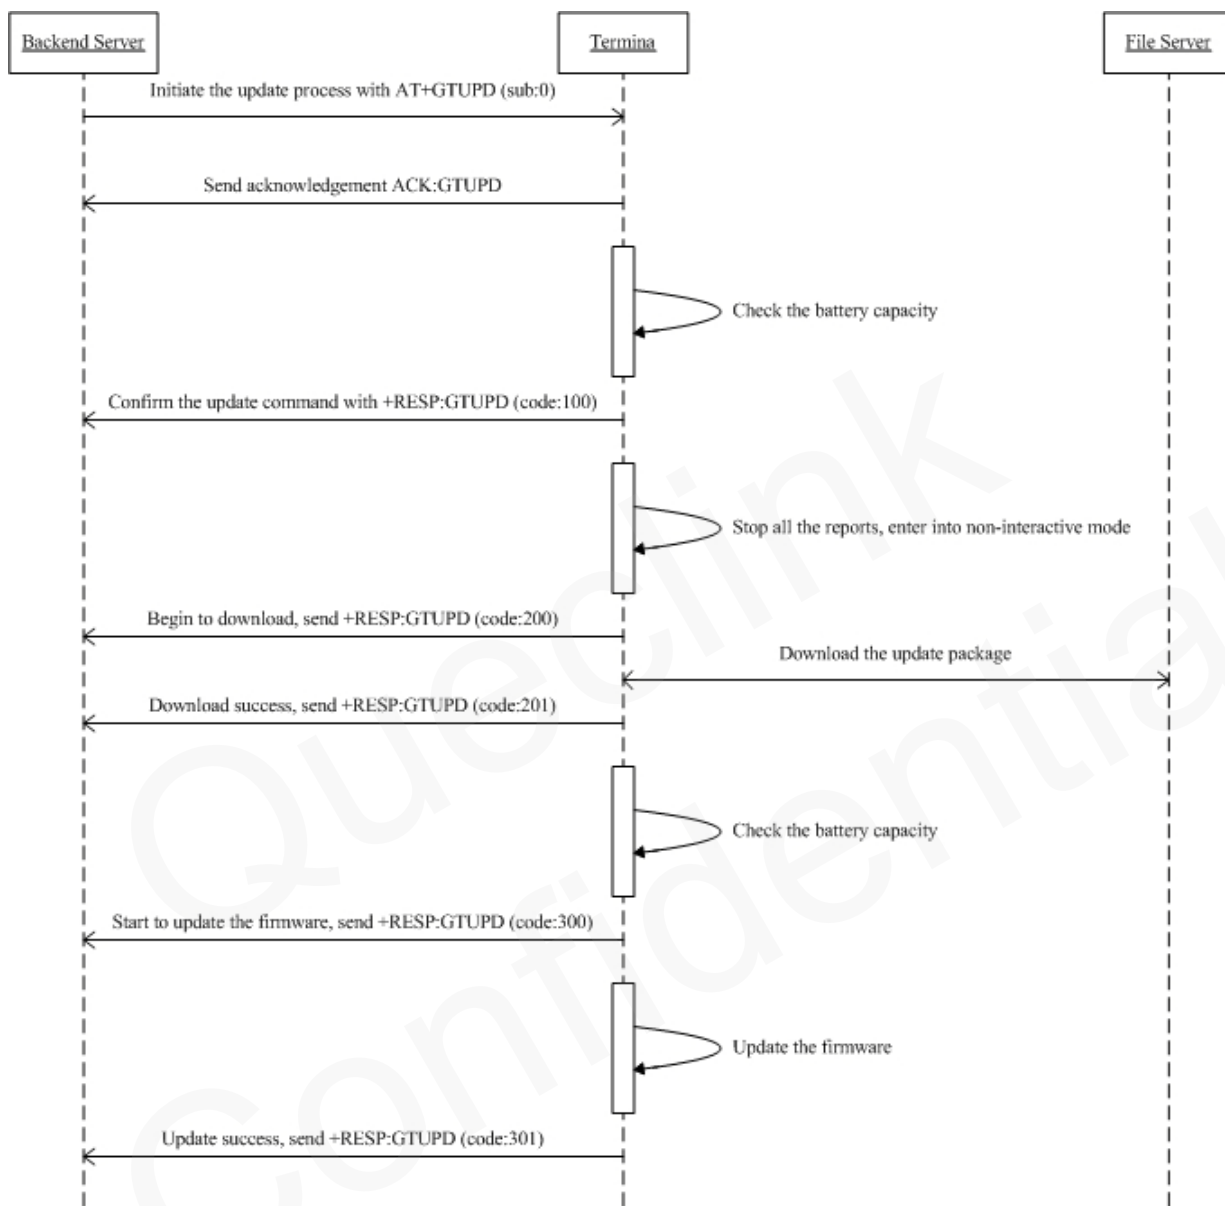 Backend Server
Termina
File Server
Initiate the update process with AT+GTUPD (sub:0)
Send acknowledgement ACK:GTUPD
Check the battery capacity
Confirm the update command with +RESP:GTUPD (code:100)
Stop all the reports, enter into non-interactive mode
Begin to download, send +RESP:GTUPD (code:200)
Download the update package
Download success, send +RESP:GTUPD (code:201)
Check the battery capacity
Start to update the firmware, send +RESP:GTUPD (code:300)
Update the firmware
Update success, send +RESP:GTUPD (code:301)
Queclink
Confidential